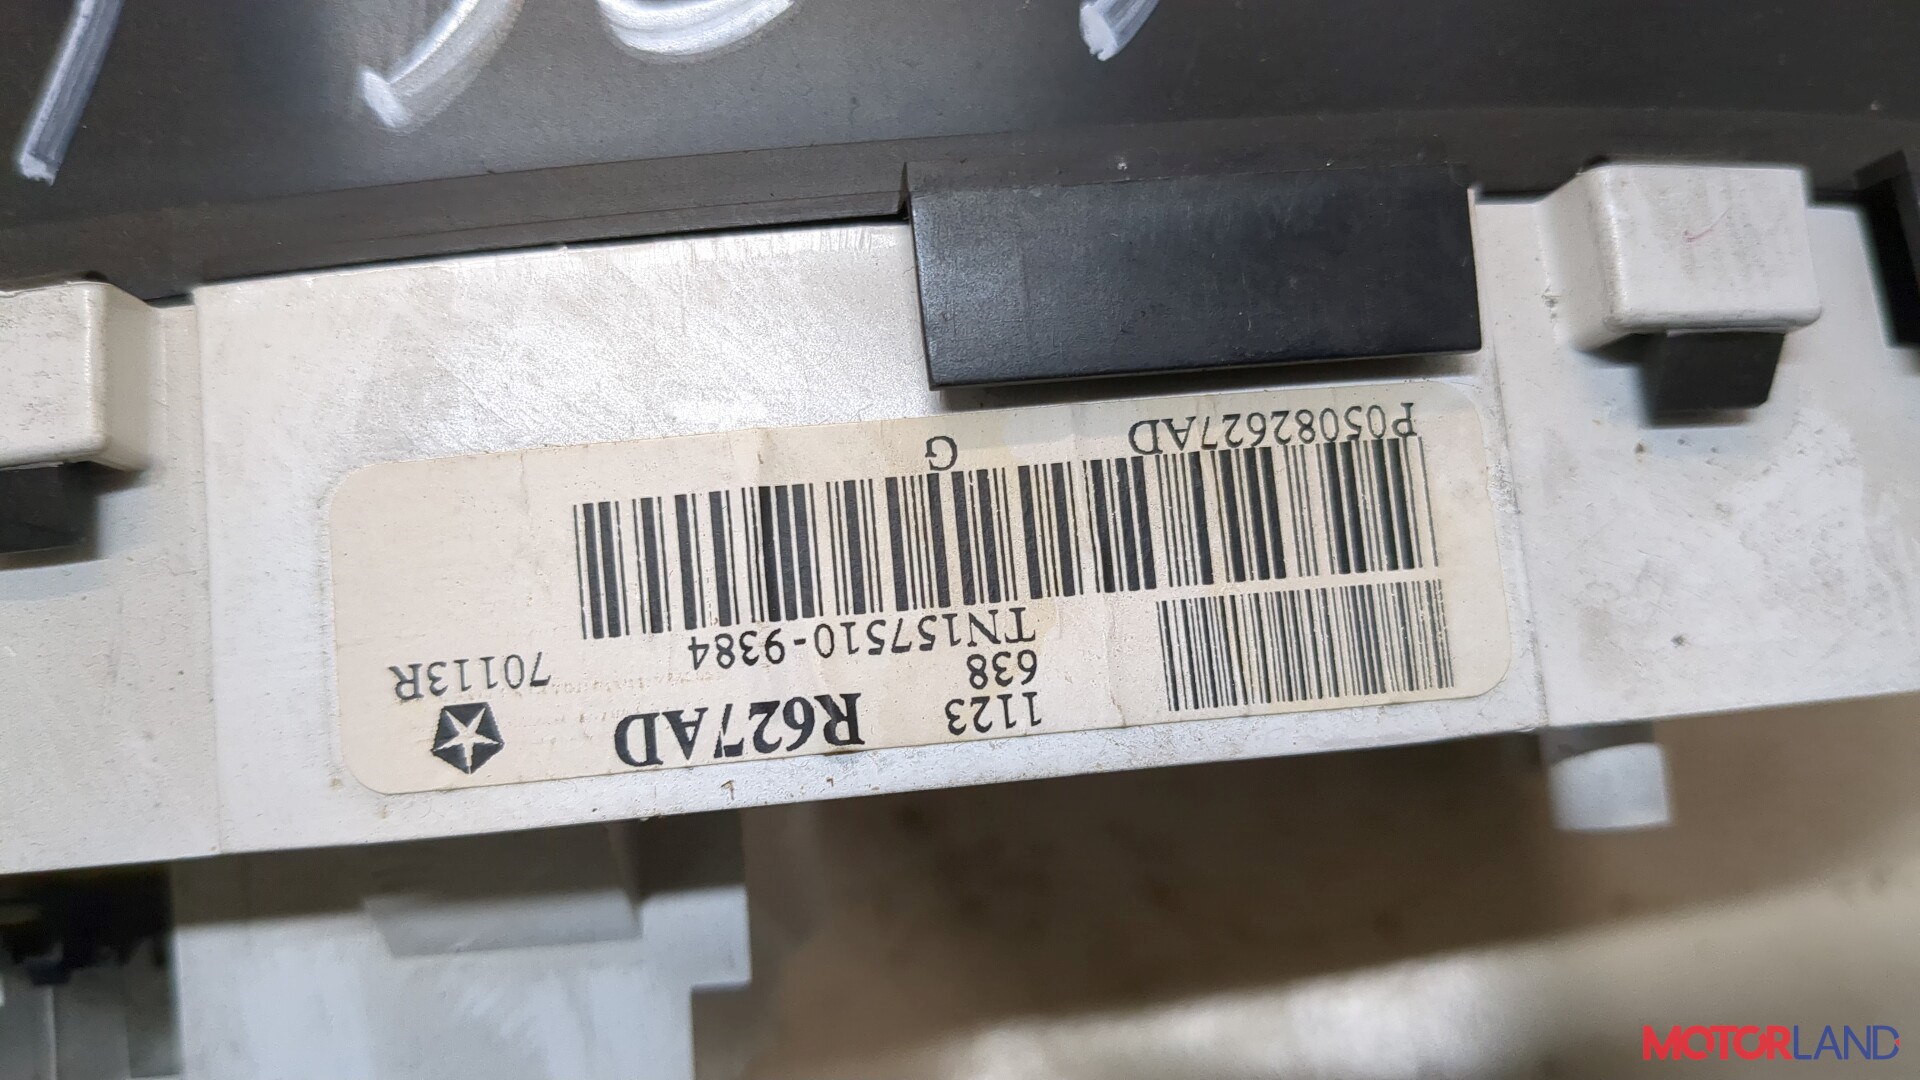 70113R
R627AD
1123
638
TN157510-9384
G
P05082627AD
MOTORLAND